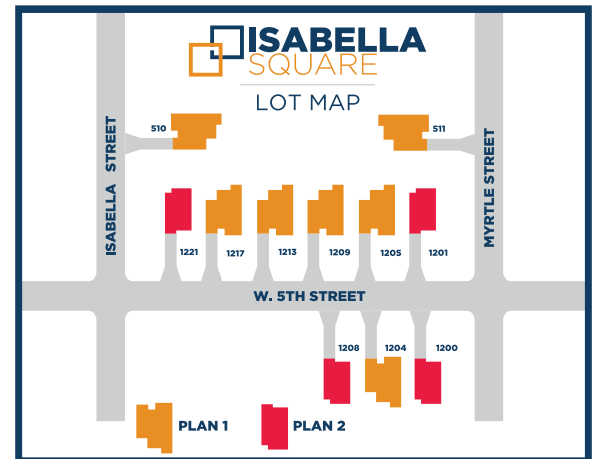 ISABELLA
SQUARE
LOT MAP
510
511
ISABELLA STREET
MYRTLE STREET
1221
1217
1213
1209
1205
1201
W. 5TH STREET
1208
1204
1200
PLAN 1
PLAN 2